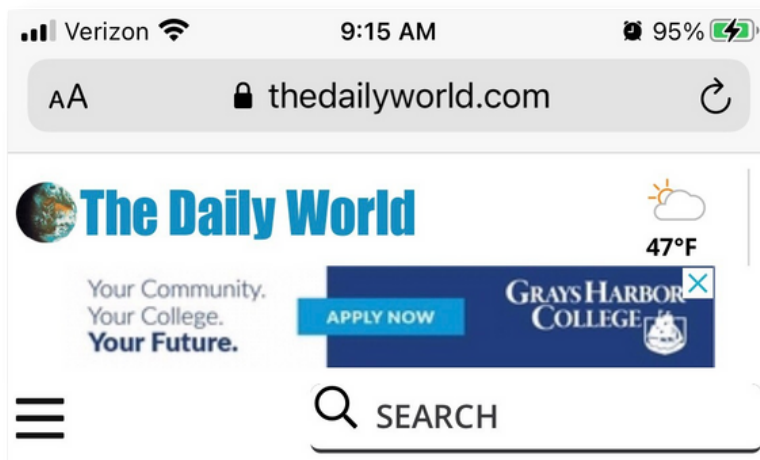 Verizon 9:15 AM 95%
AA thedailyworld.com
The Daily World
47°F
Your Community.
Your College.
Your Future.
APPLY NOW
GRAYS HARBOR
COLLEGE
SEARCH